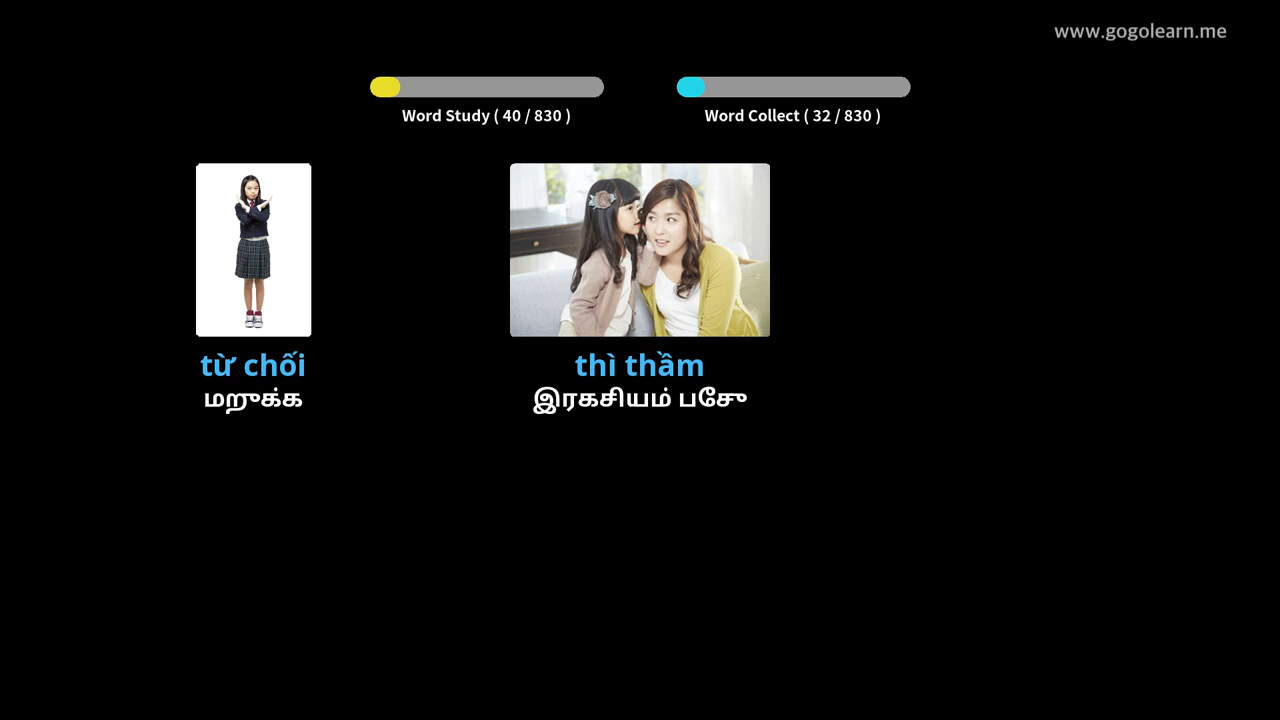 www.gogolearn.me
Word Study ( 40 / 830 )
Word Collect ( 32 / 830 )
từ chối
மறுக்க
thì thầm
இரகசியம் பசேு